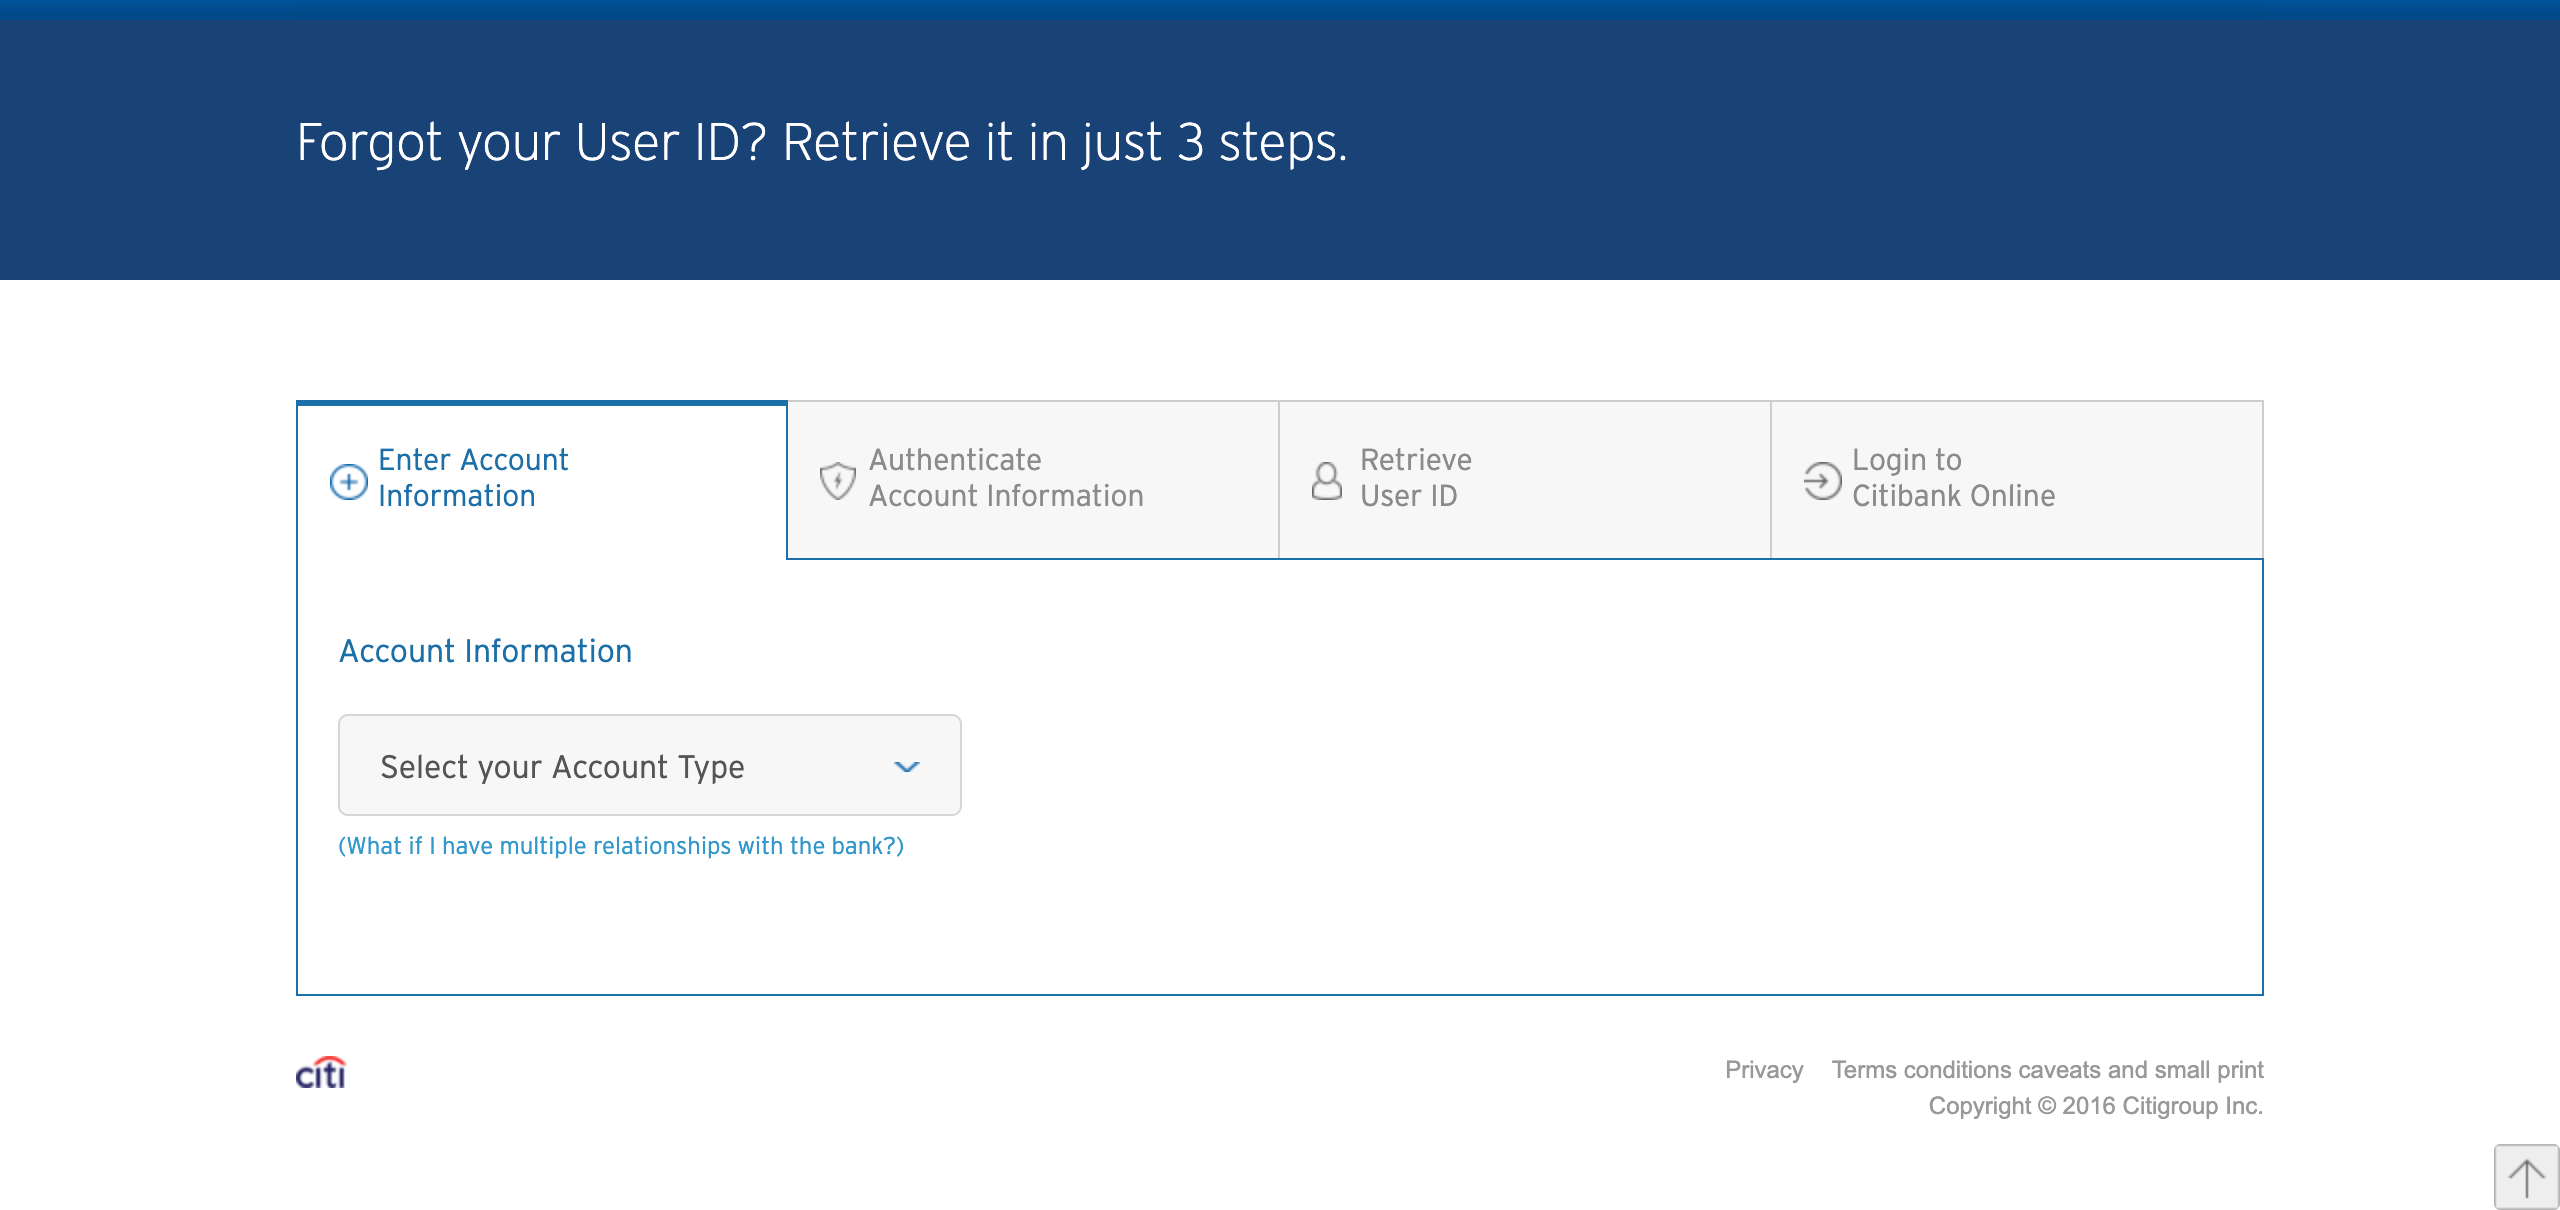 Forgot your User ID? Retrieve it in just 3 steps.
Enter Account
Information
Authenticate
Account Information
Retrieve
User ID
Login to
Citibank Online
Account Information
Select your Account Type
(What if I have multiple relationships with the bank?)
citi
Privacy Terms conditions caveats and small print
Copyright © 2016 Citigroup Inc.